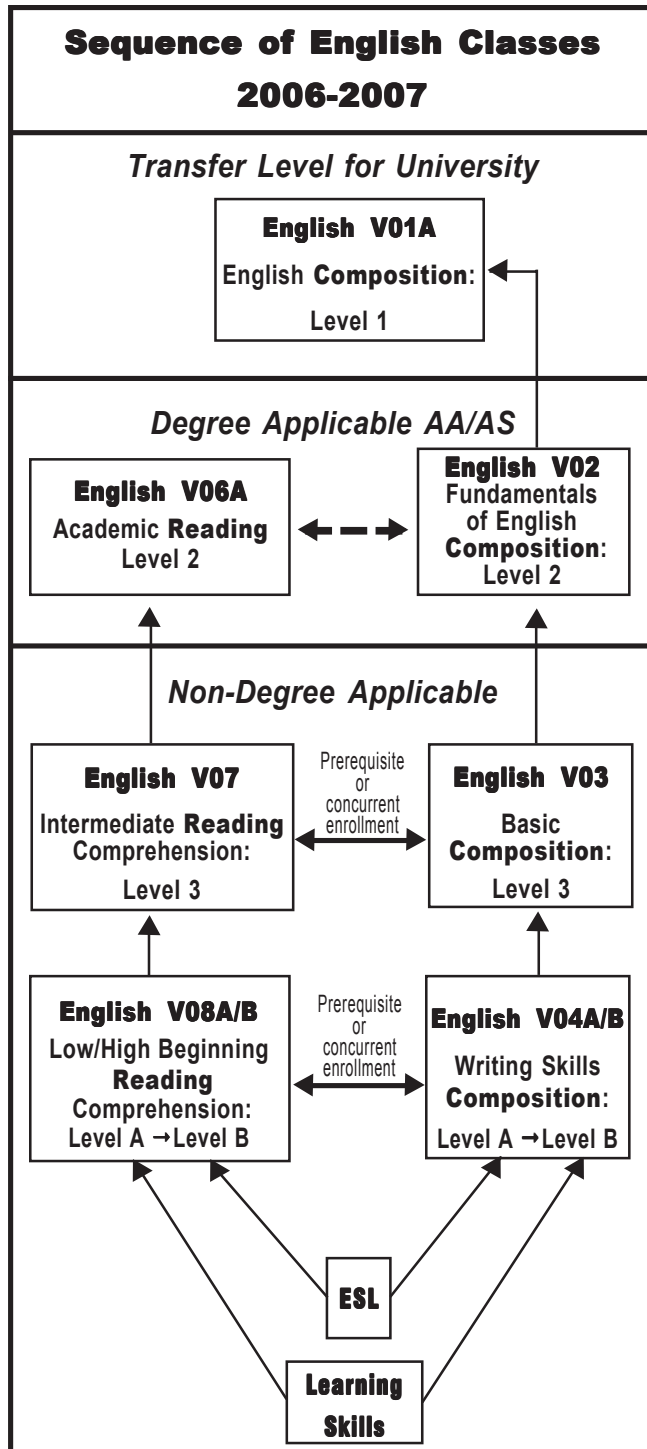 Sequence of English Classes
2006-2007
Transfer Level for University
English V01A
English Composition:
Level 1
Degree Applicable AA/AS
English V06A
Academic Reading
Level 2
English V02
Fundamentals
of English
Composition:
Level 2
Non-Degree Applicable
English V07
Intermediate Reading
Comprehension:
Level 3
Prerequisite
or
concurrent
enrollment
English V03
Basic
Composition:
Level 3
English V08A/B
Low/High Beginning
Reading
Comprehension:
Level A →Level B
Prerequisite
or
concurrent
enrollment
English V04A/B
Writing Skills
Composition:
Level A →Level B
ESL
Learning
Skills